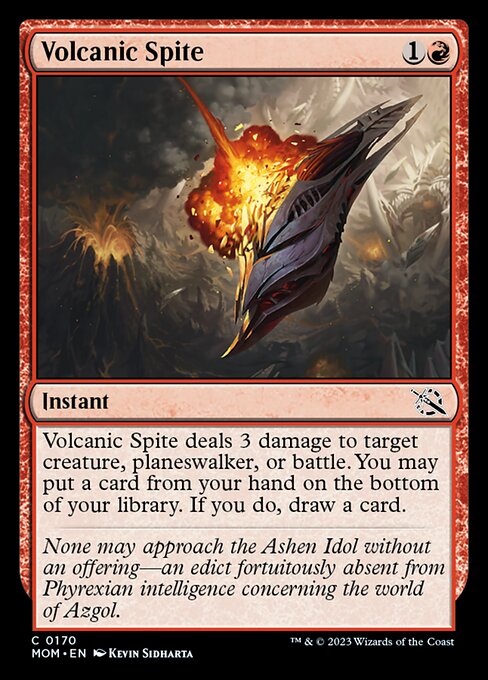 Volcanic Spite 1
Instant
Volcanic Spite deals 3 damage to target
creature, planeswalker, or battle. You may
put a card from your hand on the bottom
of your library. If you do, draw a card.
None may approach the Ashen Idol without
an offering—an edict fortuitously absent from
Phyrexian intelligence concerning the world
of Azgol.
C 0170
MOM • EN Kevin Sidharta
™ & © 2023 Wizards of the Coast